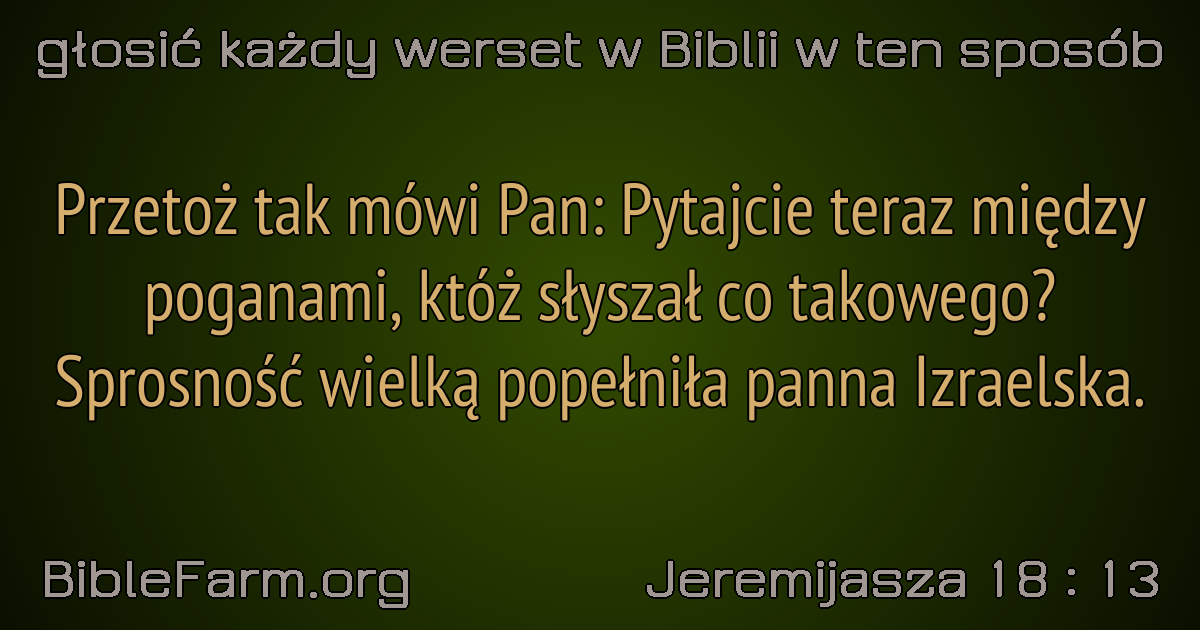 głosić każdy werset w Biblii w ten sposób
Przetoż tak mówi Pan: Pytajcie teraz między
poganami, któż słyszał co takowego?
Sprosność wielką popełniła panna Izraelska.
BibleFarm.org
Jeremijasza 18 : 13